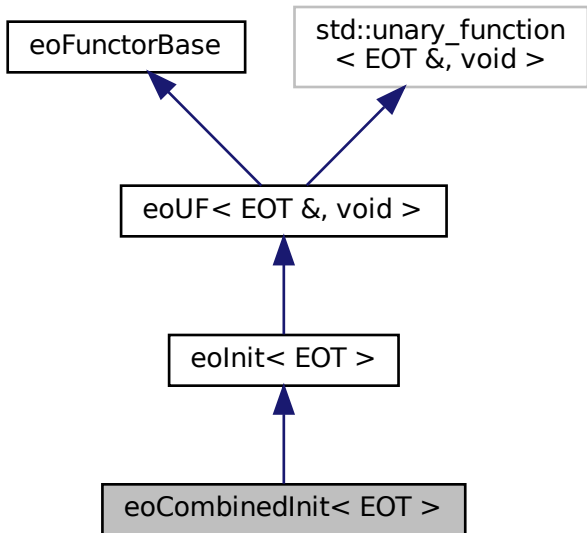 eoFunctorBase
std::unary_function
< EOT &, void >
eoUF< EOT &, void >
eoInit< EOT >
eoCombinedInit< EOT >